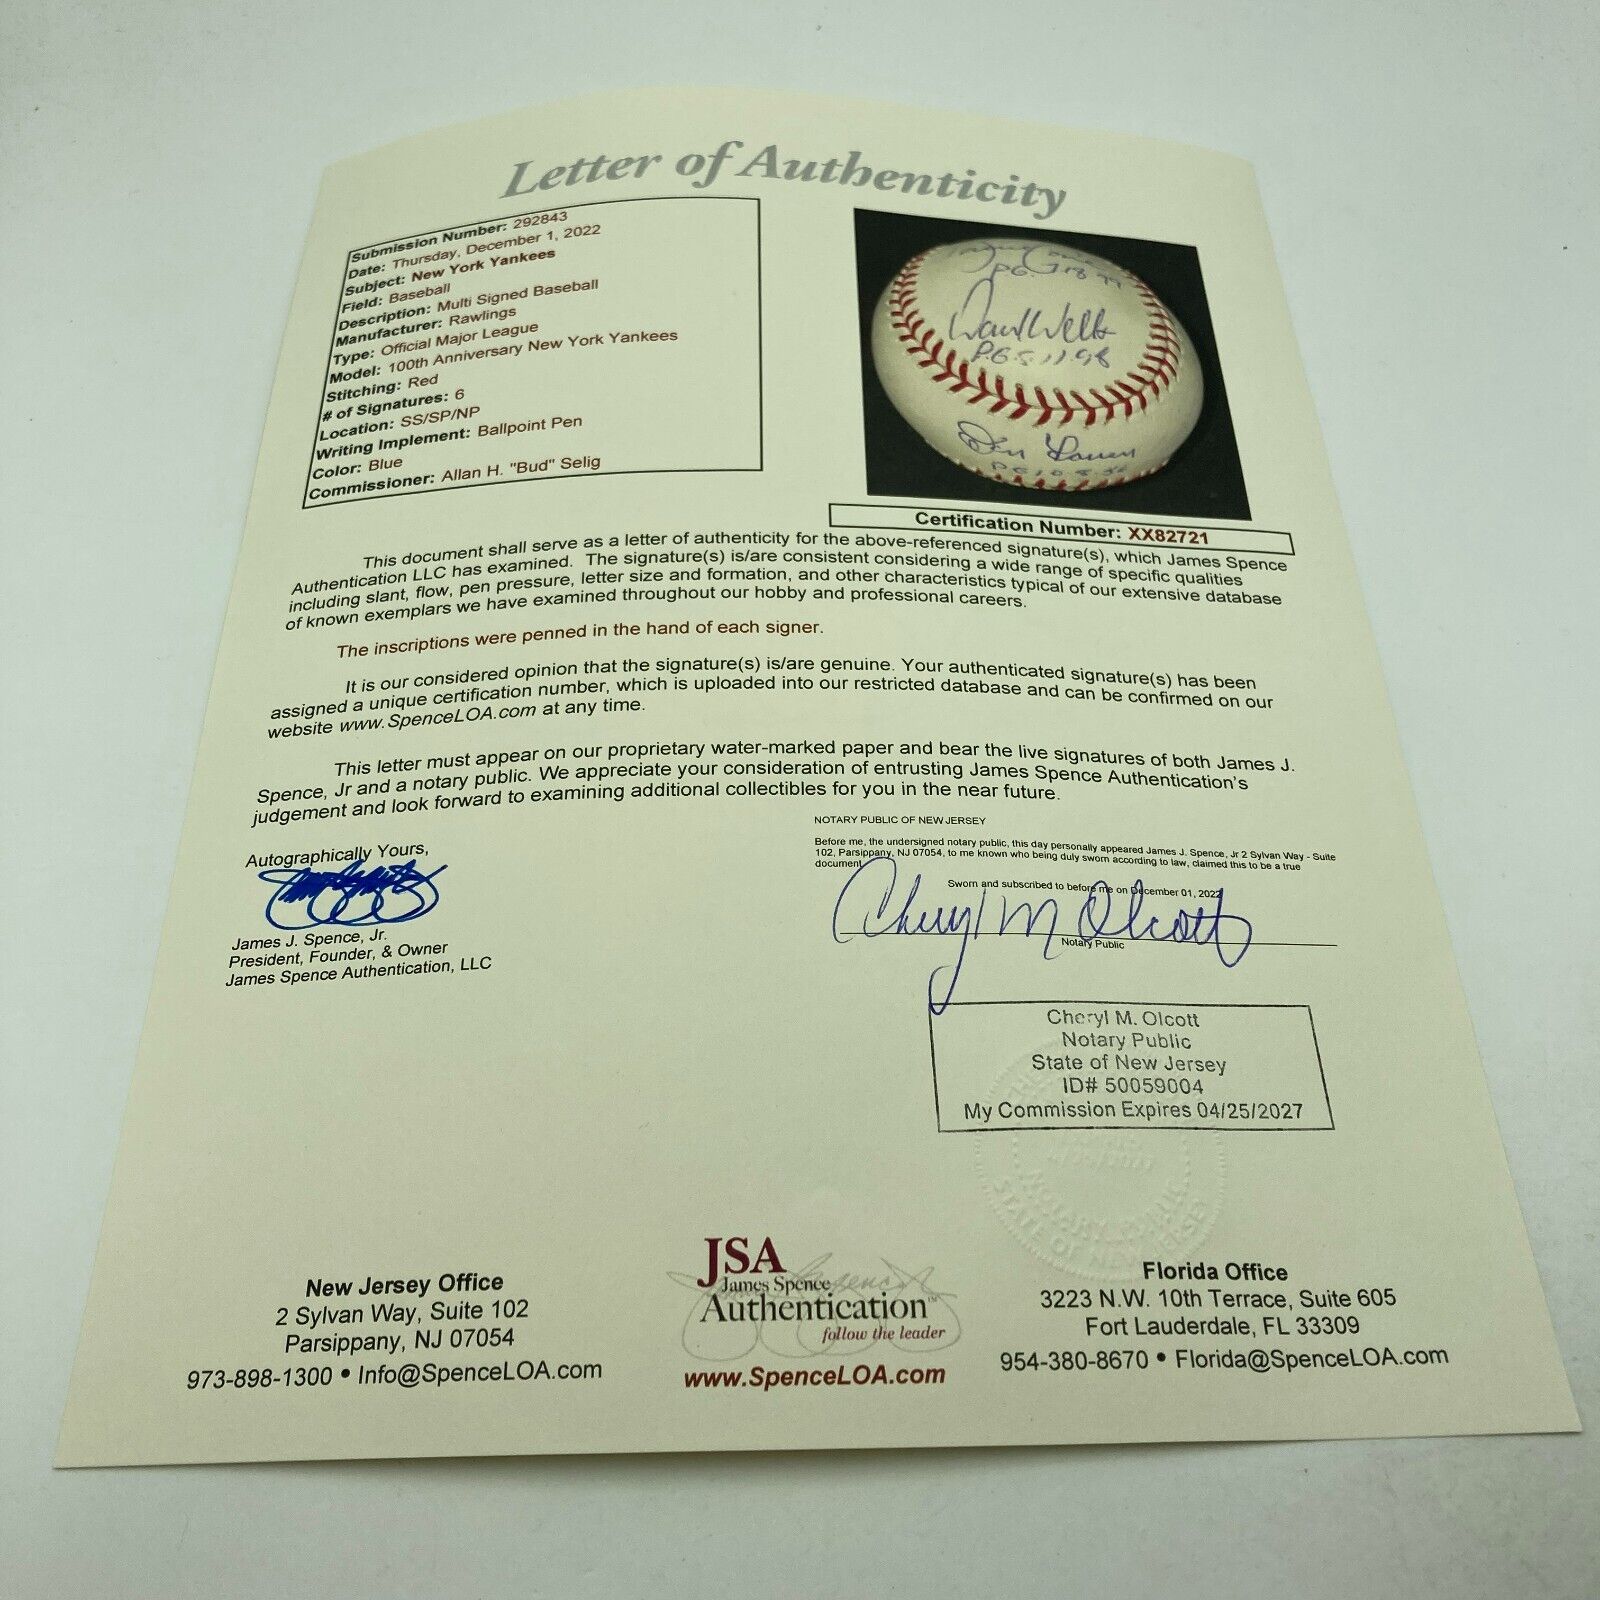 Letter of Authenticity
Submission Number: 292843
Date: Thursday, December 1, 2022
Subject: New York Yankees
Field: Baseball
Description: Multi Signed Baseball
Manufacturer: Rawlings
Type: Official Major League
Model: 100th Anniversary New York Yankees
Stitching: Red
# of Signatures: 6
Location: SS/SP/NP
Writing Implement: Ballpoint Pen
Color: Blue
Commissioner: Allan H. "Bud" Selig
David Wells
Don Larsen
Certification Number: XX82721
This document shall serve as a letter of authenticity for the above-referenced signature(s), which James Spence
Authentication LLC has examined. The signature(s) is/are consistent considering a wide range of specific qualities
including slant, flow, pen pressure, letter size and formation, and other characteristics typical of our extensive database
of known exemplars we have examined throughout our hobby and professional careers.
The inscriptions were penned in the hand of each signer.
It is our considered opinion that the signature(s) is/are genuine. Your authenticated signature(s) has been
assigned a unique certification number, which is uploaded into our restricted database and can be confirmed on our
website www.SpenceLOA.com at any time.
This letter must appear on our proprietary water-marked paper and bear the live signatures of both James J.
Spence, Jr and a notary public. We appreciate your consideration of entrusting James Spence Authentication's
judgement and look forward to examining additional collectibles for you in the near future.
NOTARY PUBLIC OF NEW JERSEY
Before me, the undersigned notary public, this day personally appeared James J. Spence, Jr 2 Sylvan Way - Suite
102, Parsippany, NJ 07054, to me known who being duly sworn according to law, claimed this to be a true
document.
Sworn and subscribed to before me on December 01, 2022
Cheryl M Olcott
Notary Public
Autographically Yours,
James J. Spence, Jr.
President, Founder, & Owner
James Spence Authentication, LLC
Cheryl M. Olcott
Notary Public
State of New Jersey
ID# 50059004
My Commission Expires 04/25/2027
NOTARY PUBLIC
STATE OF NEW JERSEY
New Jersey Office
2 Sylvan Way, Suite 102
Parsippany, NJ 07054
973-898-1300 • Info@SpenceLOA.com
JSA
James Spence
Authentication™
follow the leader
www.SpenceLOA.com
Florida Office
3223 N.W. 10th Terrace, Suite 605
Fort Lauderdale, FL 33309
954-380-8670 • Florida@SpenceLOA.com